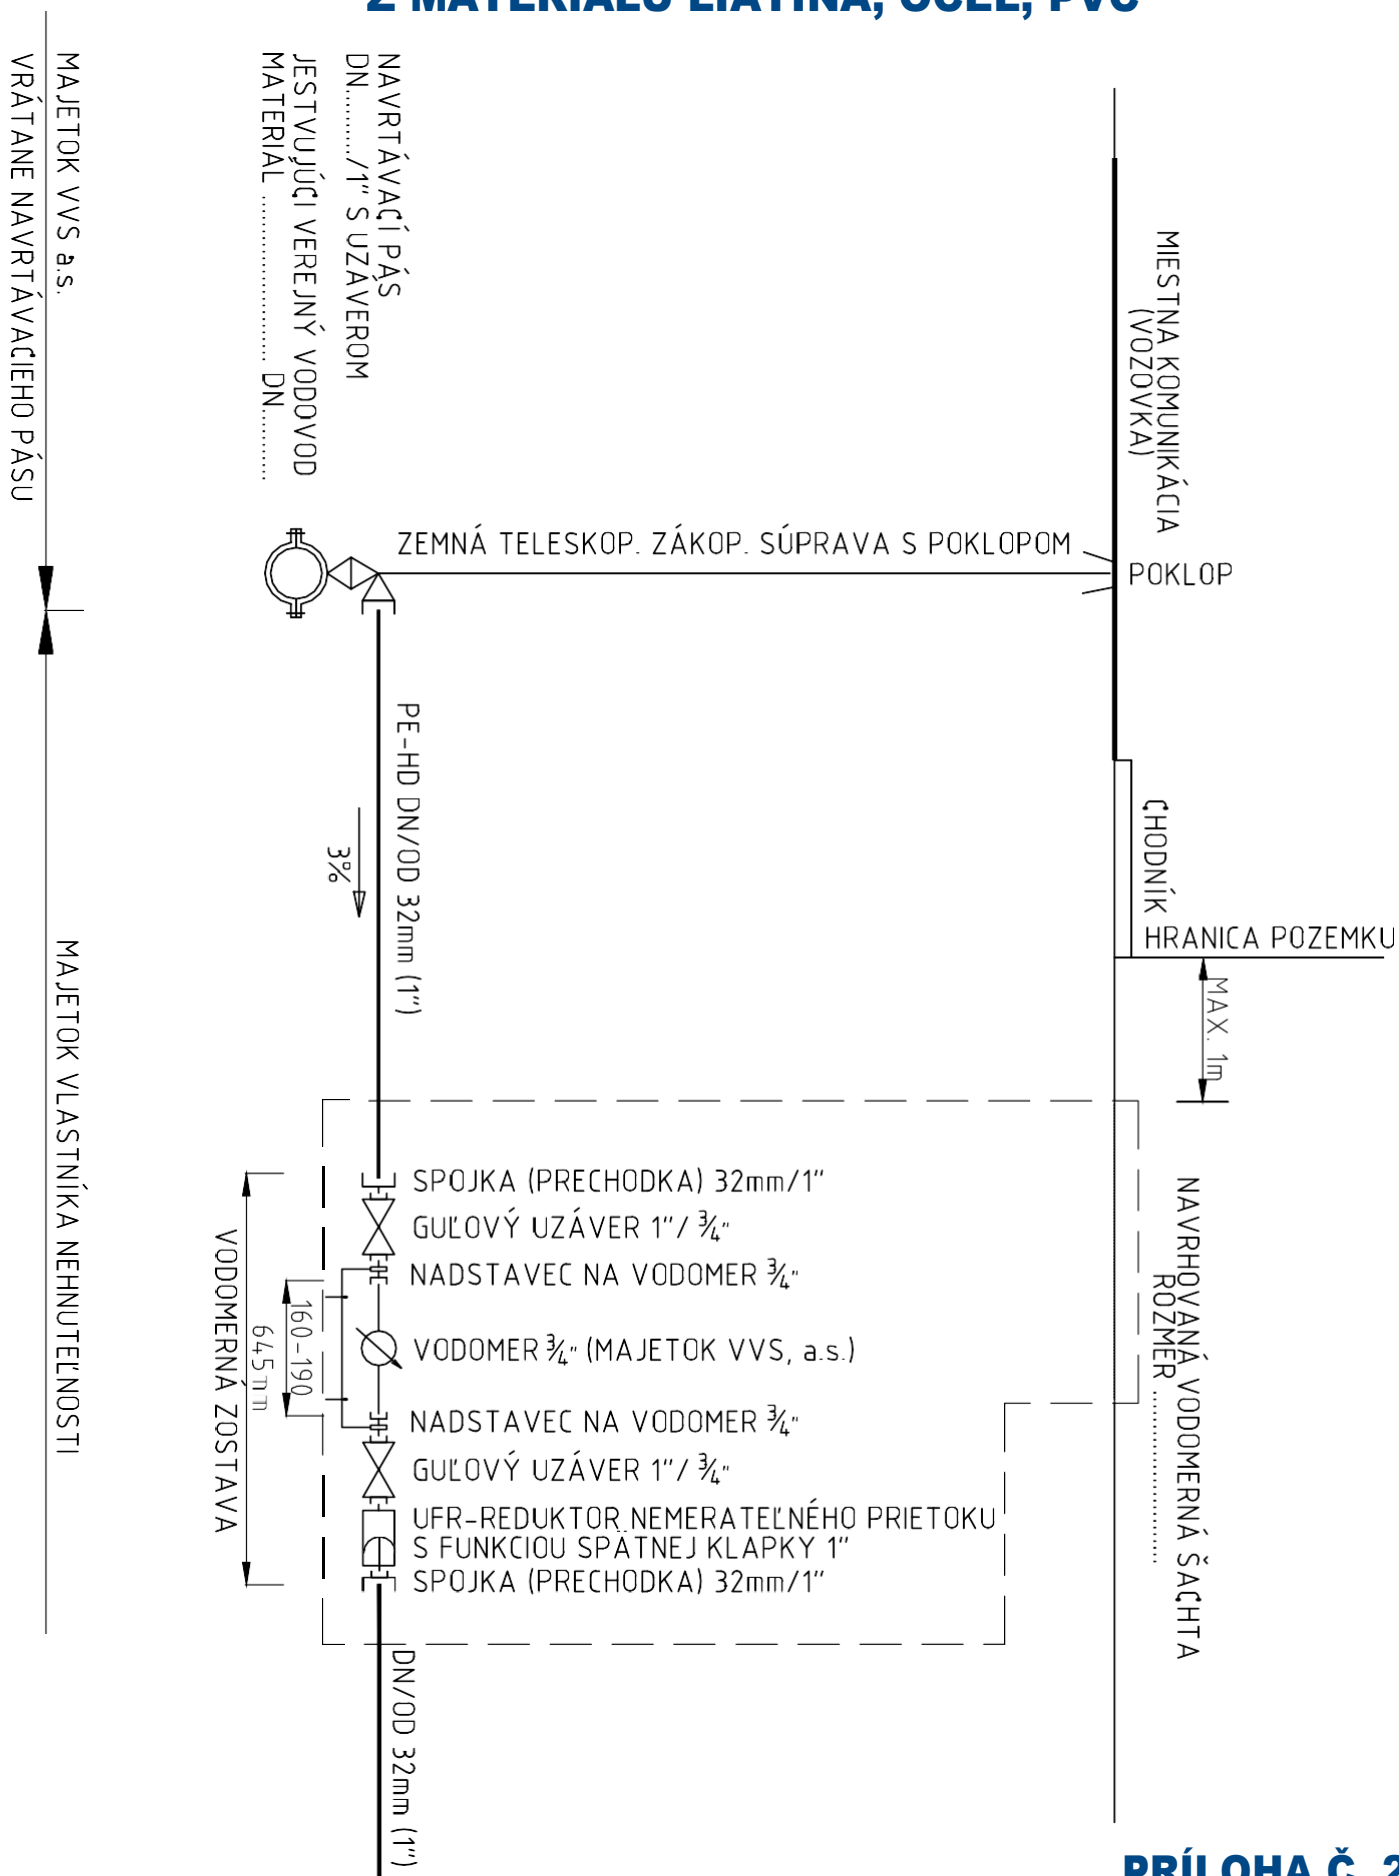 Z MATERIÁLU LIATINA, OCEĽ, PVC
MIESTNA KOMUNIKÁCIA
(VOZOVKA)
POKLOP
ZEMNÁ TELESKOP. ZÁKOP. SÚPRAVA S POKLOPOM
CHODNÍK
HRANICA POZEMKU
MAX. 1m
NAVRHOVANÁ VODOMERNÁ ŠACHTA
ROZMER ........................
NAVRTÁVACÍ PÁS
DN........./1" S UZÁVEROM
JESTVUJÚCI VEREJNÝ VODOVOD
MATERIÁL ........................ DN..........
PE-HD DN/OD 32mm (1")
3%
SPOJKA (PRECHODKA) 32mm/1"
GUĽOVÝ UZÁVER 1"/ ¾"
NADSTAVEC NA VODOMER ¾"
VODOMER ¾" (MAJETOK VVS, a.s.)
NADSTAVEC NA VODOMER ¾"
GUĽOVÝ UZÁVER 1"/ ¾"
UFR-REDUKTOR NEMERATEĽNÉHO PRIETOKU
S FUNKCIOU SPÄTNEJ KLAPKY 1"
SPOJKA (PRECHODKA) 32mm/1"
DN/OD 32mm (1")
160-190
645mm
VODOMERNÁ ZOSTAVA
MAJETOK VVS a.s.
VRÁTANE NAVRTÁVACIEHO PÁSU
MAJETOK VLASTNÍKA NEHNUTEĽNOSTI
PRÍLOHA Č. 2